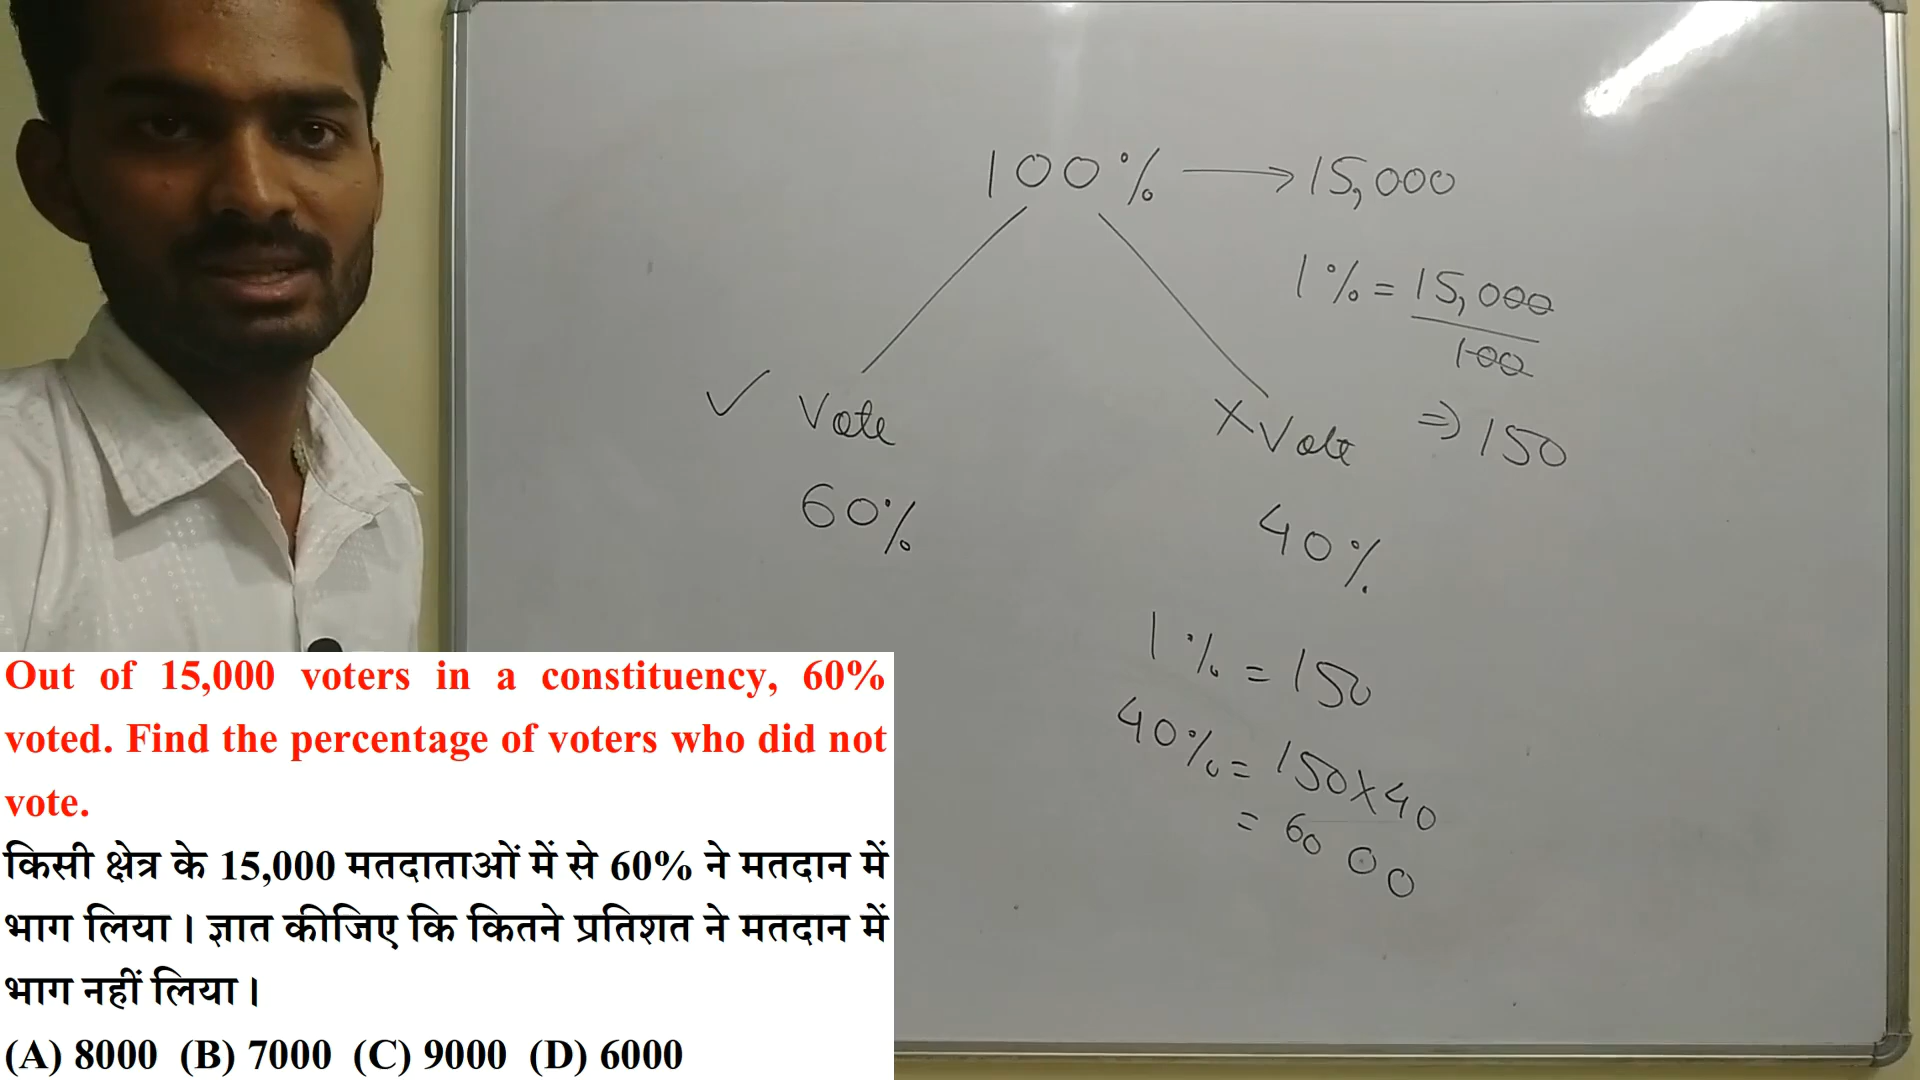 100% → 15,000
1% = 15,000
100
⇒ 150
✓ Vote
X Vote
60%
40%
1% = 150
40% = 150 X 40
= 6000
Out of 15,000 voters in a constituency, 60%
voted. Find the percentage of voters who did not
vote.
किसी क्षेत्र के 15,000 मतदाताओं में से 60% ने मतदान में
भाग लिया। ज्ञात कीजिए कि कितने प्रतिशत ने मतदान में
भाग नहीं लिया।
(A) 8000 (B) 7000 (C) 9000 (D) 6000